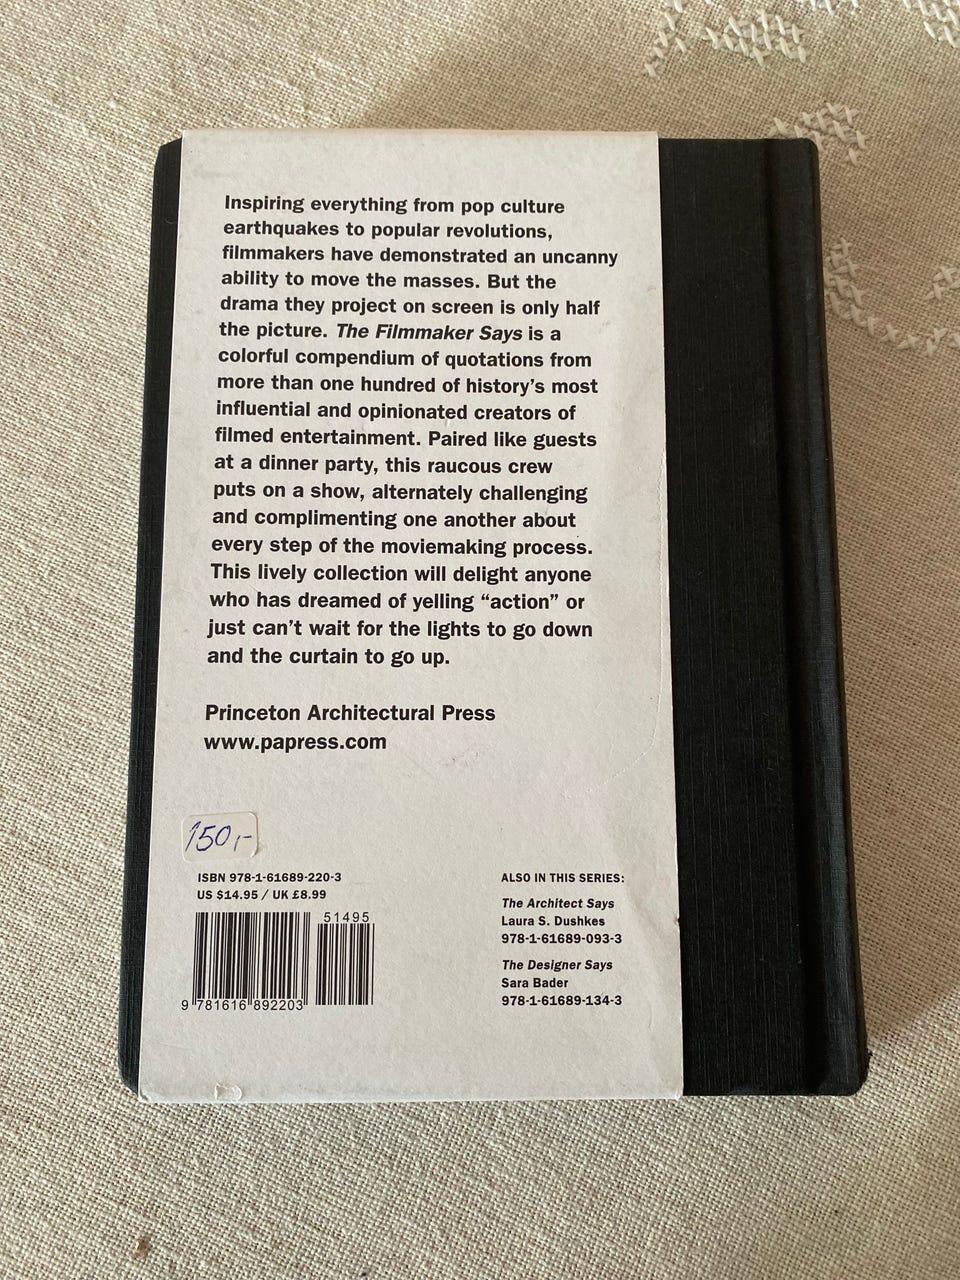 Inspiring everything from pop culture
earthquakes to popular revolutions,
filmmakers have demonstrated an uncanny
ability to move the masses. But the
drama they project on screen is only half
the picture. The Filmmaker Says is a
colorful compendium of quotations from
more than one hundred of history's most
influential and opinionated creators of
filmed entertainment. Paired like guests
at a dinner party, this raucous crew
puts on a show, alternately challenging
and complimenting one another about
every step of the moviemaking process.
This lively collection will delight anyone
who has dreamed of yelling “action” or
just can't wait for the lights to go down
and the curtain to go up.
Princeton Architectural Press
www.papress.com
150,-
ISBN 978-1-61689-220-3
US $14.95 / UK £8.99
51495
9 781616 892203
ALSO IN THIS SERIES:
The Architect Says
Laura S. Dushkes
978-1-61689-093-3
The Designer Says
Sara Bader
978-1-61689-134-3